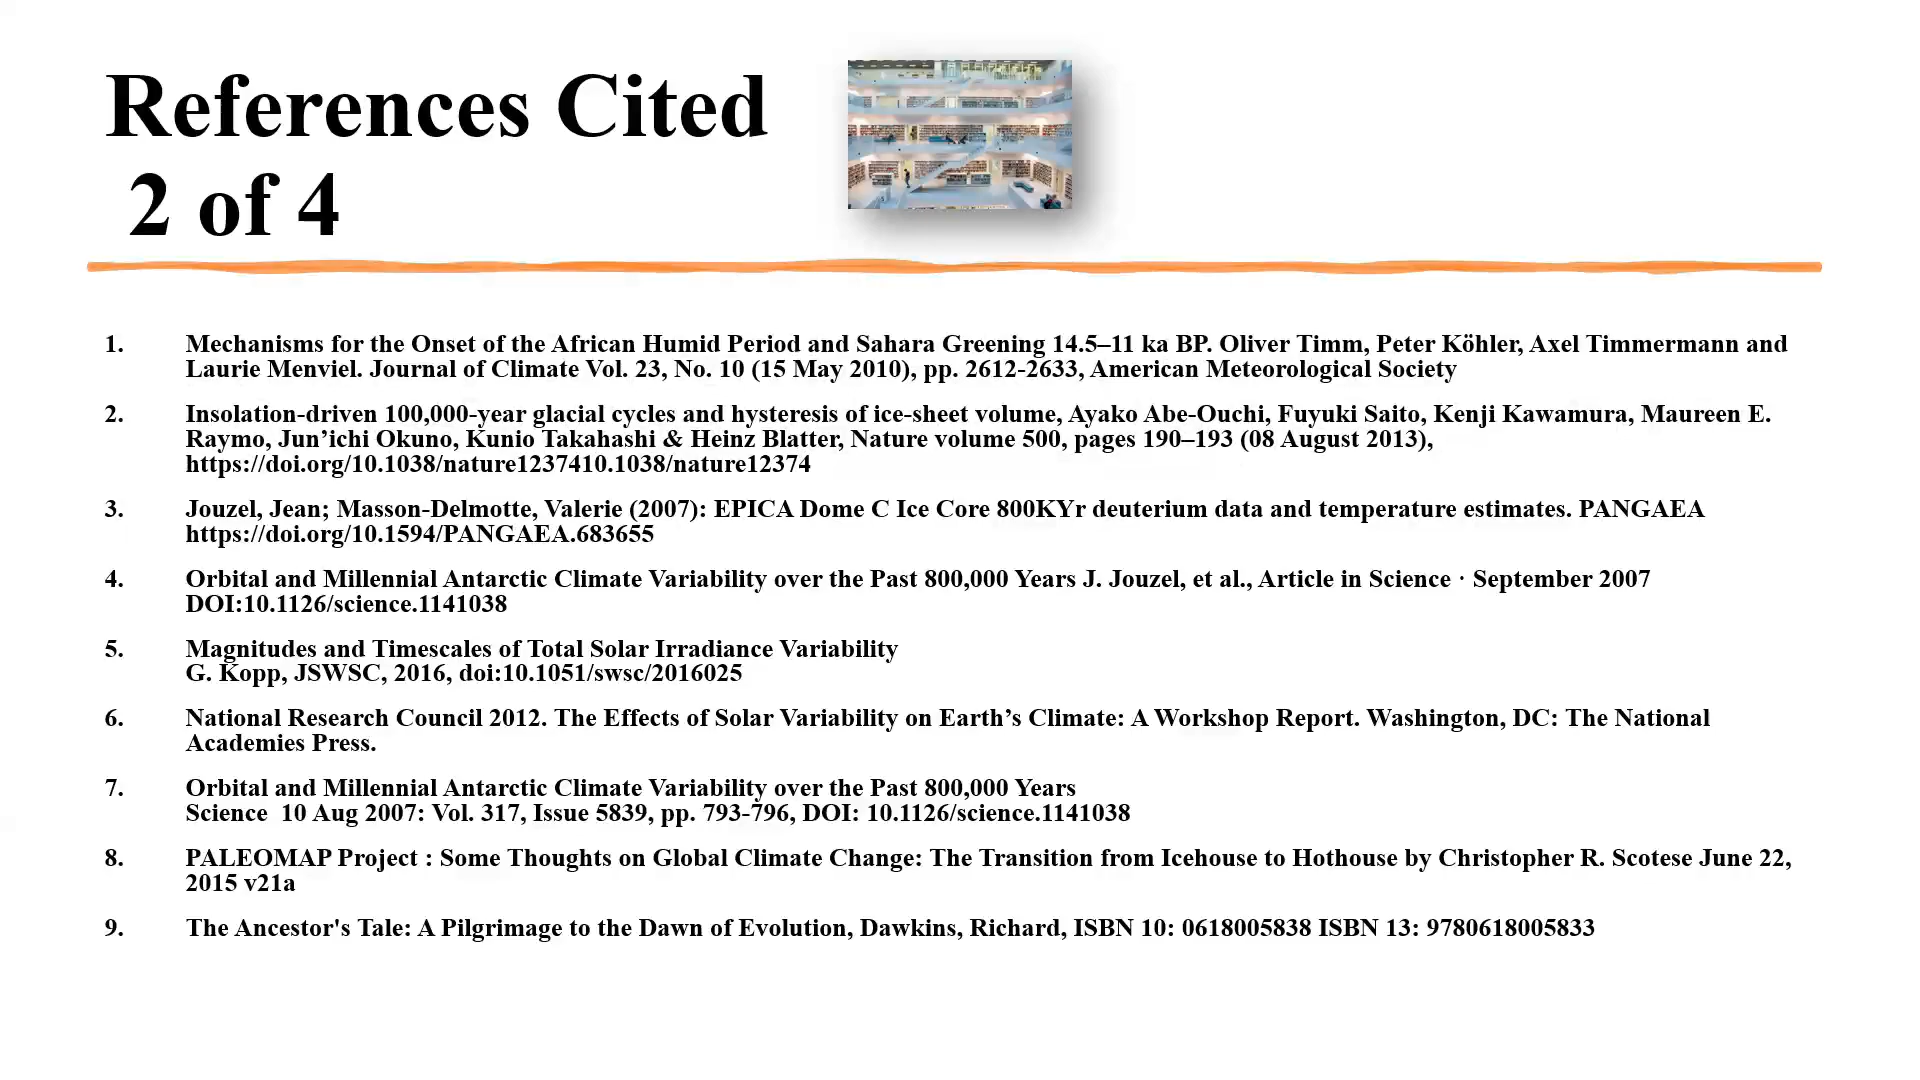 References Cited
2 of 4
1. Mechanisms for the Onset of the African Humid Period and Sahara Greening 14.5–11 ka BP. Oliver Timm, Peter Köhler, Axel Timmermann and
Laurie Menviel. Journal of Climate Vol. 23, No. 10 (15 May 2010), pp. 2612-2633, American Meteorological Society
2. Insolation-driven 100,000-year glacial cycles and hysteresis of ice-sheet volume, Ayako Abe-Ouchi, Fuyuki Saito, Kenji Kawamura, Maureen E.
Raymo, Jun’ichi Okuno, Kunio Takahashi & Heinz Blatter, Nature volume 500, pages 190–193 (08 August 2013),
https://doi.org/10.1038/nature1237410.1038/nature12374
3. Jouzel, Jean; Masson-Delmotte, Valerie (2007): EPICA Dome C Ice Core 800KYr deuterium data and temperature estimates. PANGAEA
https://doi.org/10.1594/PANGAEA.683655
4. Orbital and Millennial Antarctic Climate Variability over the Past 800,000 Years J. Jouzel, et al., Article in Science · September 2007
DOI:10.1126/science.1141038
5. Magnitudes and Timescales of Total Solar Irradiance Variability
G. Kopp, JSWSC, 2016, doi:10.1051/swsc/2016025
6. National Research Council 2012. The Effects of Solar Variability on Earth’s Climate: A Workshop Report. Washington, DC: The National
Academies Press.
7. Orbital and Millennial Antarctic Climate Variability over the Past 800,000 Years
Science  10 Aug 2007: Vol. 317, Issue 5839, pp. 793-796, DOI: 10.1126/science.1141038
8. PALEOMAP Project : Some Thoughts on Global Climate Change: The Transition from Icehouse to Hothouse by Christopher R. Scotese June 22,
2015 v21a
9. The Ancestor's Tale: A Pilgrimage to the Dawn of Evolution, Dawkins, Richard, ISBN 10: 0618005838 ISBN 13: 9780618005833